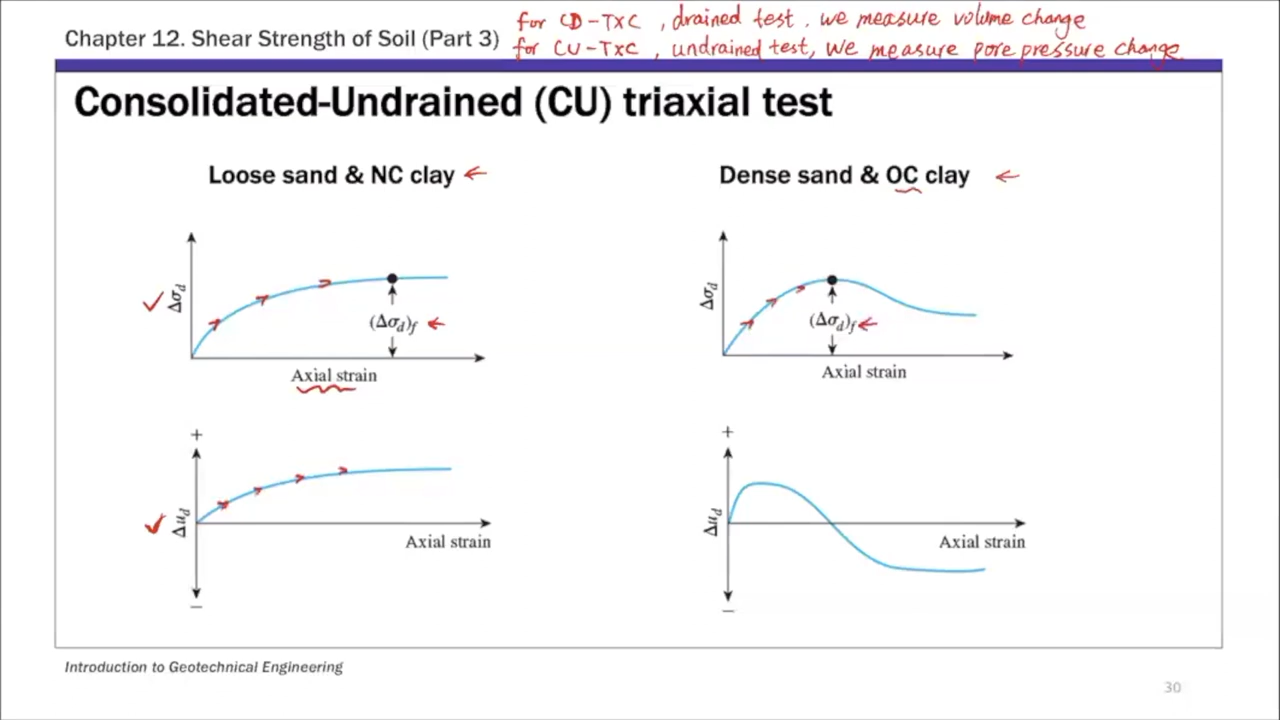 for CD-TxC, drained test. we measure volume change
Chapter 12. Shear Strength of Soil (Part 3)
for CU-TxC, undrained test, we measure pore pressure change
Consolidated-Undrained (CU) triaxial test
Loose sand & NC clay
Dense sand & OC clay
Δσd
(Δσd)f
Axial strain
Δσd
(Δσd)f
Axial strain
+
Δud
Axial strain
−
+
Δud
Axial strain
−
Introduction to Geotechnical Engineering
30